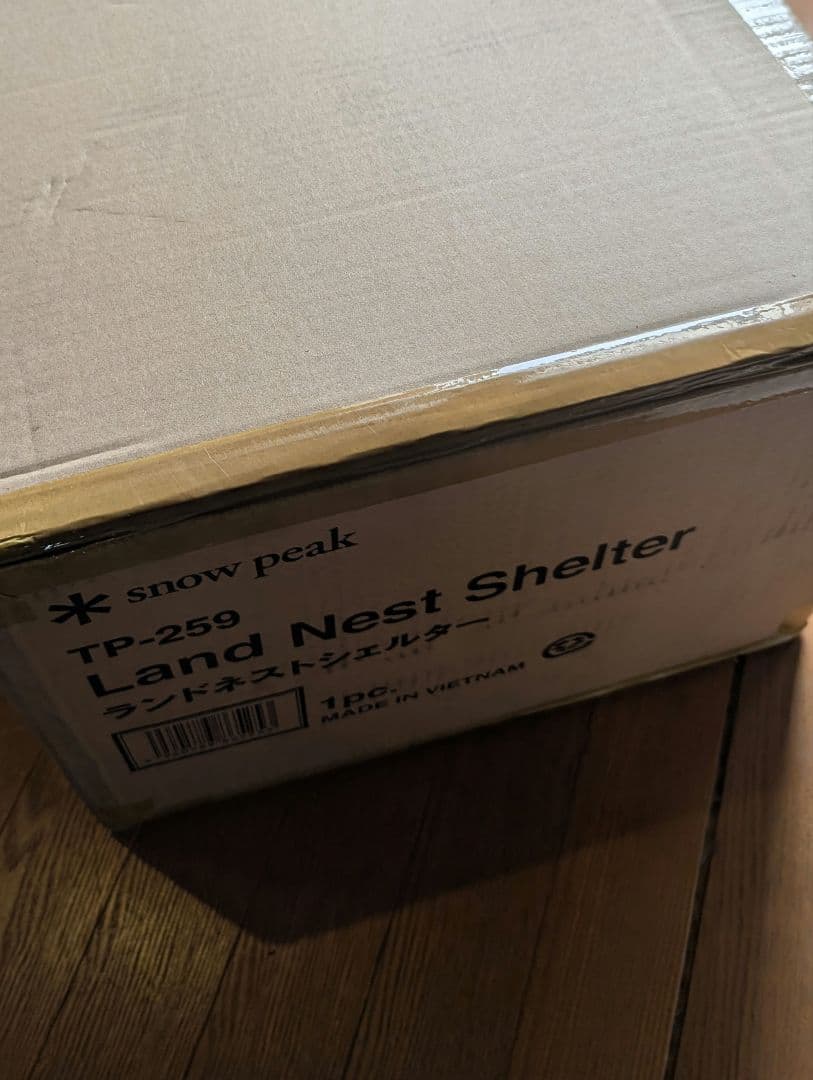 snow peak
TP-259
Land Nest Shelter
ランドネストシェルター
1pc.
MADE IN VIETNAM